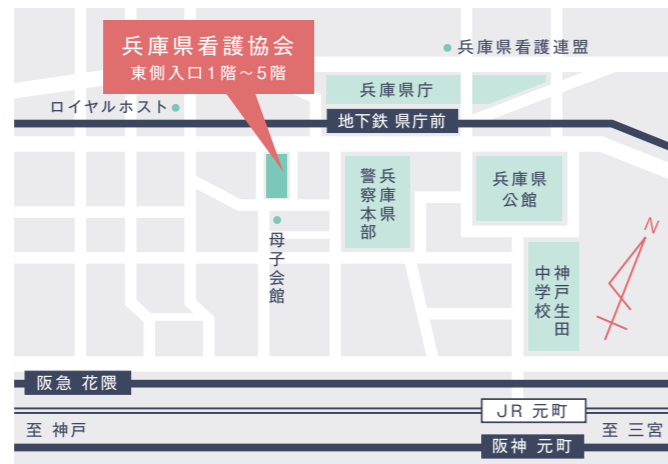 兵庫県看護協会
東側入口1階～5階
兵庫県看護連盟
兵庫県庁
ロイヤルホスト
地下鉄 県庁前
兵庫県
警察本部
兵庫県
公館
母子会館
神戸生田
中学校
N
阪急 花隈
JR 元町
至 神戸
至 三宮
阪神 元町